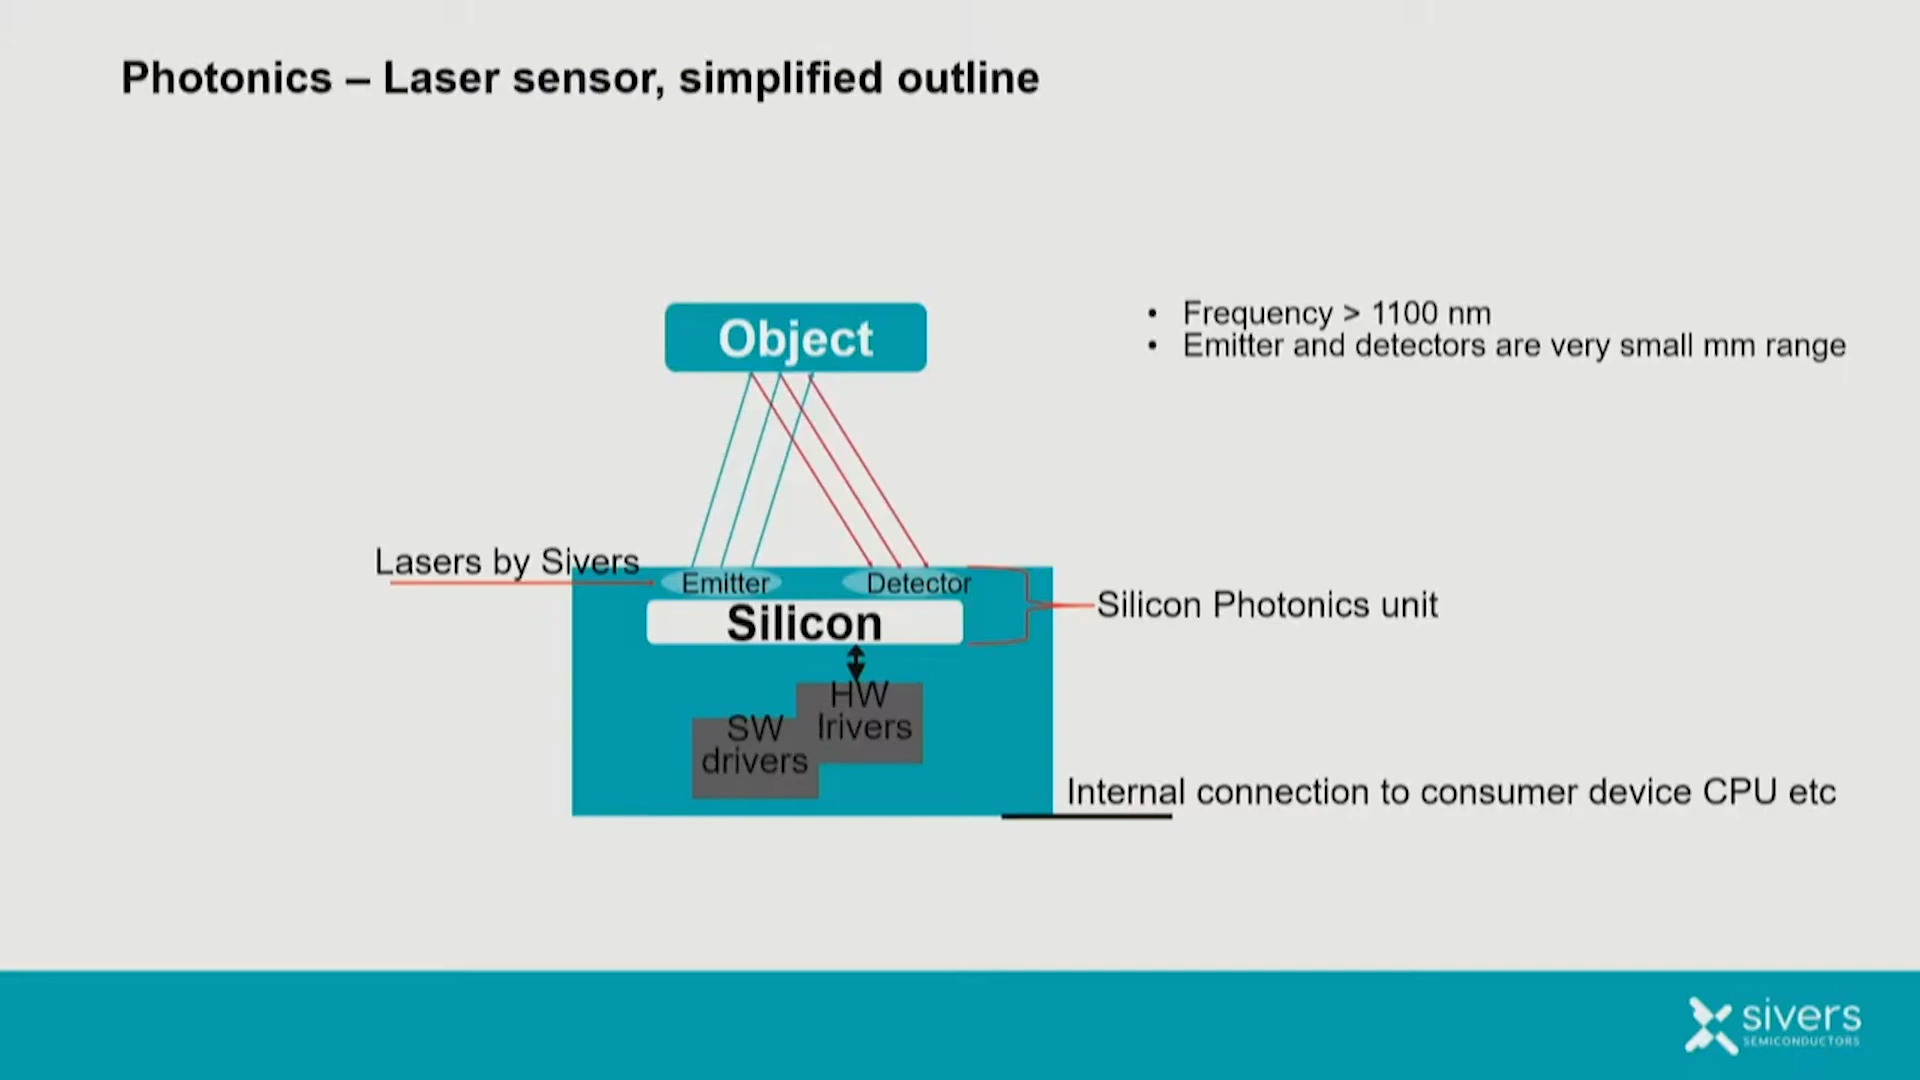 Photonics – Laser sensor, simplified outline
Object
• Frequency > 1100 nm
• Emitter and detectors are very small mm range
Lasers by Sivers
Emitter
Detector
Silicon
Silicon Photonics unit
HW
lrivers
SW
drivers
Internal connection to consumer device CPU etc
sivers
SEMICONDUCTORS